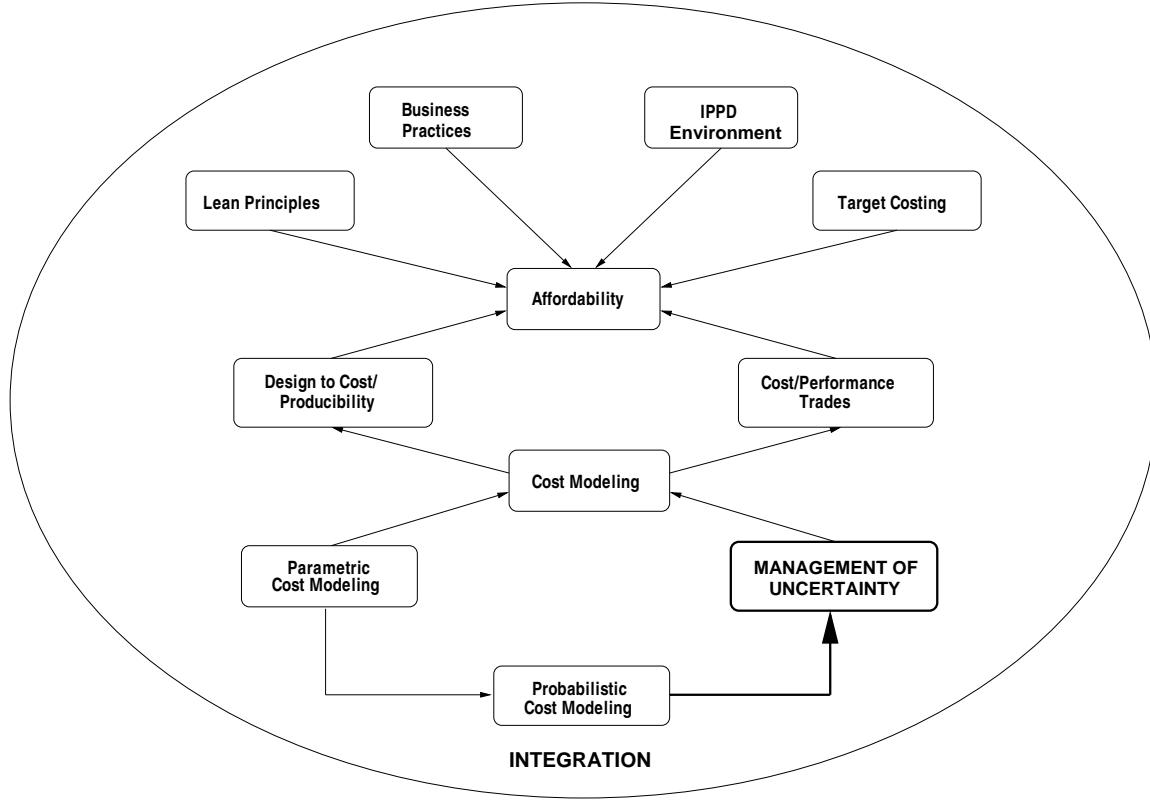 Business
Practices
IPPD
Environment
Lean Principles
Target Costing
Affordability
Design to Cost/
Producibility
Cost/Performance
Trades
Cost Modeling
Parametric
Cost Modeling
MANAGEMENT OF
UNCERTAINTY
Probabilistic
Cost Modeling
INTEGRATION